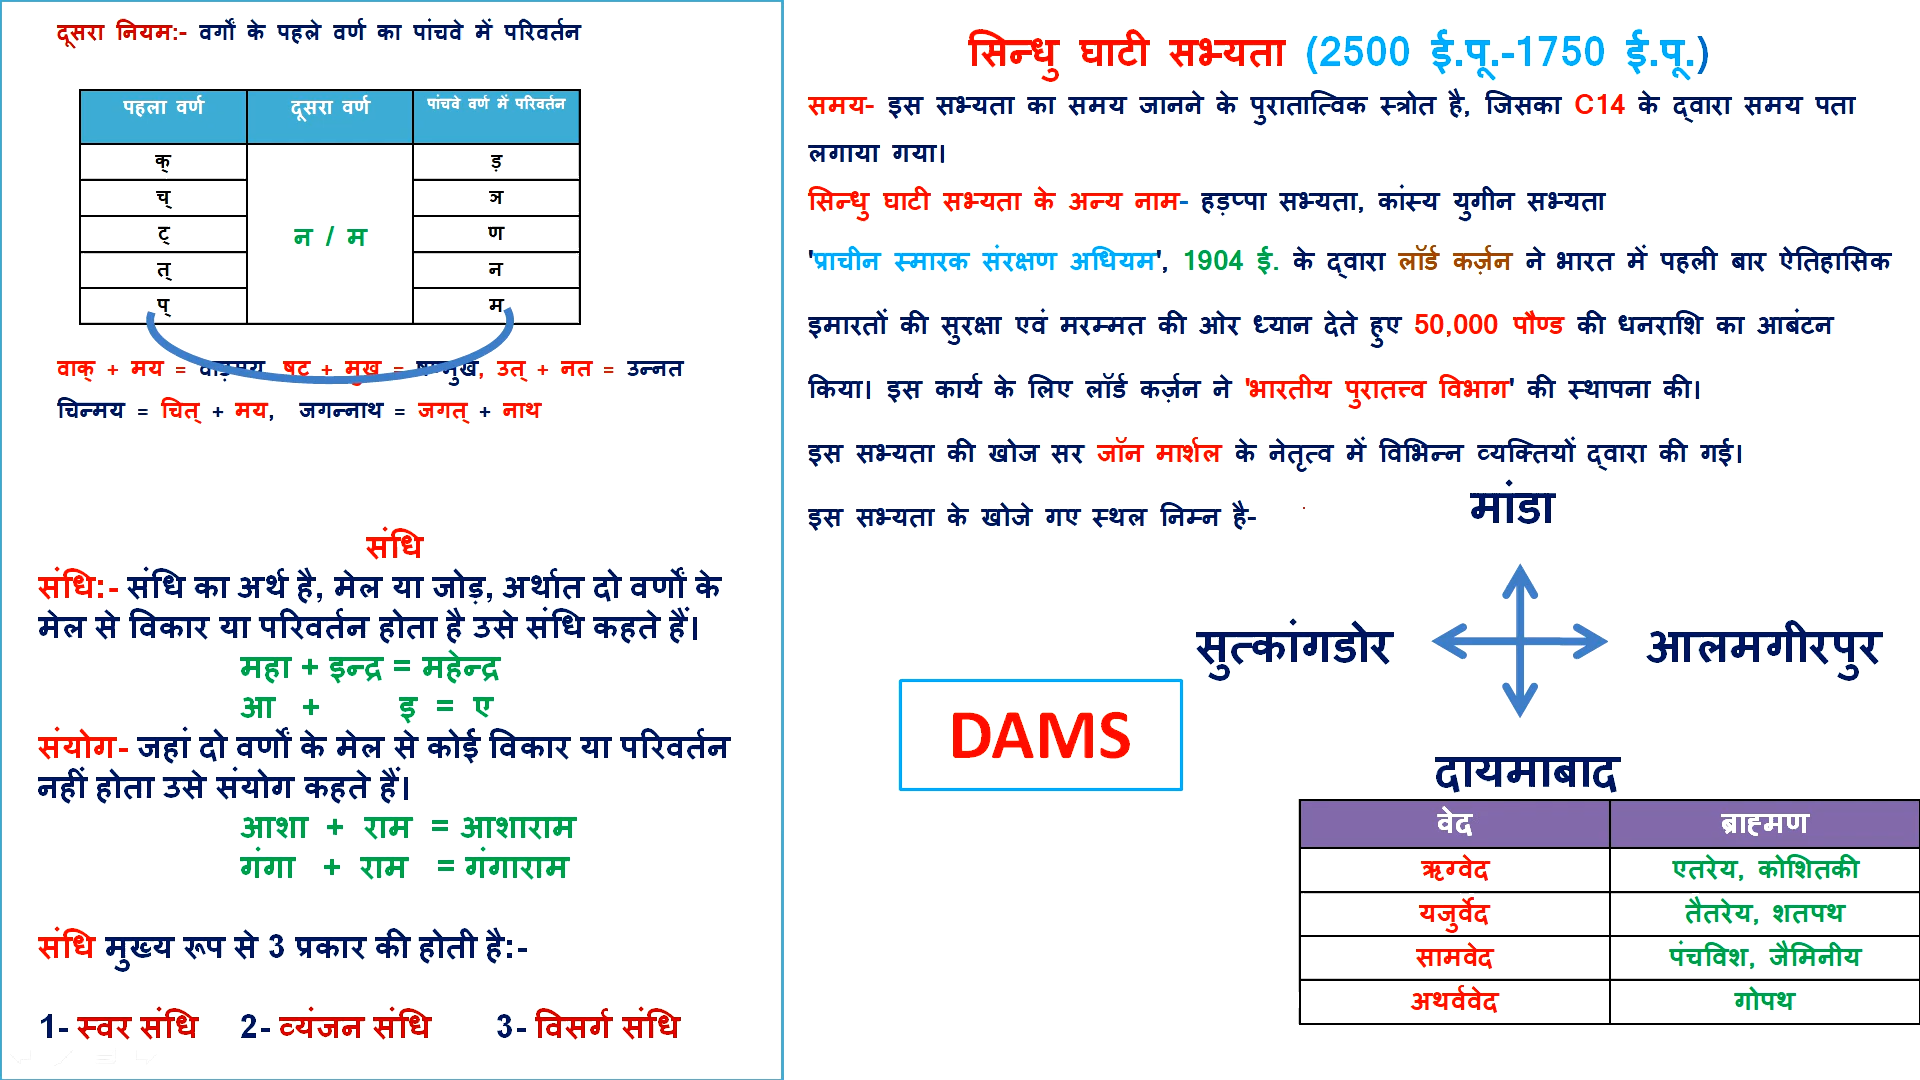 दूसरा नियम:- वर्गों के पहले वर्ण का पांचवे में परिवर्तन
पहला वर्ण दूसरा वर्ण पांचवे वर्ण में परिवर्तन
क् ड़
च् ञ
ट् ण
न / म
त् न
प् म
वाक् + मय = वाड़मय, षट् + मुख = षण्मुख, उत् + नत = उन्नत
चिन्मय = चित् + मय, जगन्नाथ = जगत् + नाथ
संधि
संधि:- संधि का अर्थ है, मेल या जोड़, अर्थात दो वर्णों के
मेल से विकार या परिवर्तन होता है उसे संधि कहते हैं।
महा + इन्द्र = महेन्द्र
आ + इ = ए
संयोग- जहां दो वर्णों के मेल से कोई विकार या परिवर्तन
नहीं होता उसे संयोग कहते हैं।
आशा + राम = आशाराम
गंगा + राम = गंगाराम
संधि मुख्य रूप से 3 प्रकार की होती है:-
1- स्वर संधि 2- व्यंजन संधि 3- विसर्ग संधि
सिन्धु घाटी सभ्यता (2500 ई.पू.-1750 ई.पू.)
समय- इस सभ्यता का समय जानने के पुरातात्विक स्त्रोत है, जिसका C14 के द्वारा समय पता
लगाया गया।
सिन्धु घाटी सभ्यता के अन्य नाम- हड़प्पा सभ्यता, कांस्य युगीन सभ्यता
'प्राचीन स्मारक संरक्षण अधियम', 1904 ई. के द्वारा लॉर्ड कर्ज़न ने भारत में पहली बार ऐतिहासिक
इमारतों की सुरक्षा एवं मरम्मत की ओर ध्यान देते हुए 50,000 पौण्ड की धनराशि का आबंटन
किया। इस कार्य के लिए लॉर्ड कर्ज़न ने 'भारतीय पुरातत्त्व विभाग' की स्थापना की।
इस सभ्यता की खोज सर जॉन मार्शल के नेतृत्व में विभिन्न व्यक्तियों द्वारा की गई।
इस सभ्यता के खोजे गए स्थल निम्न है-
मांडा
सुत्कांगडोर आलमगीरपुर
DAMS
दायमाबाद
वेद ब्राह्मण
ऋग्वेद एतरेय, कोशितकी
यजुर्वेद तैतरेय, शतपथ
सामवेद पंचविश, जैमिनीय
अथर्ववेद गोपथ